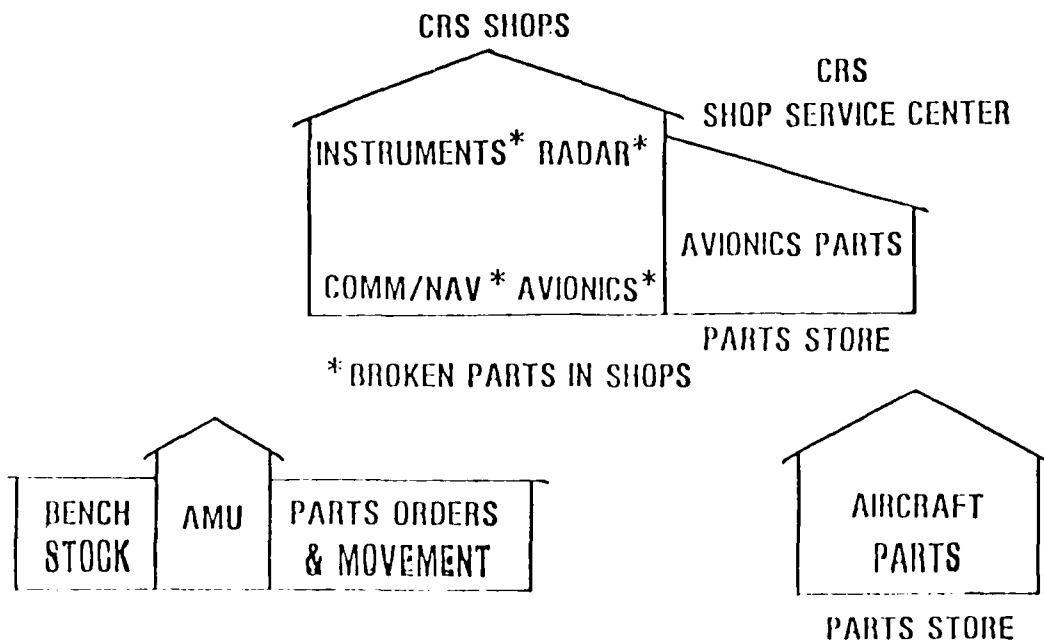 CRS SHOPS
CRS
SHOP SERVICE CENTER
INSTRUMENTS* RADAR*
AVIONICS PARTS
COMM/NAV* AVIONICS*
PARTS STORE
*BROKEN PARTS IN SHOPS
BENCH
STOCK
AMU
PARTS ORDERS
& MOVEMENT
AIRCRAFT
PARTS
PARTS STORE